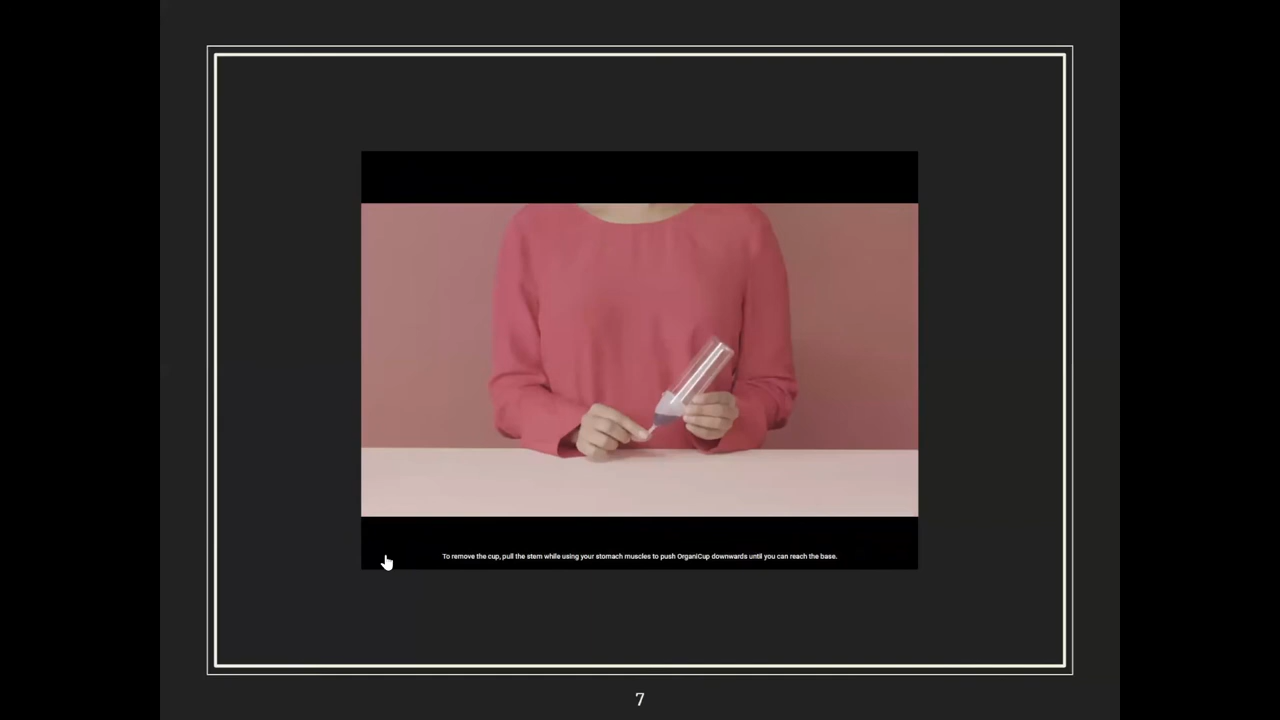 To remove the cup, pull the stem while using your stomach muscles to push OrganiCup downwards until you can reach the base.
7